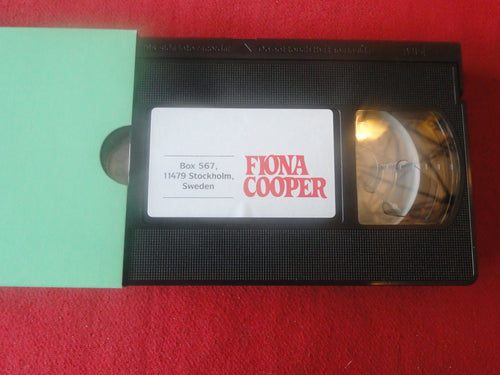 Box 567,
11479 Stockholm,
Sweden
FIONA
COOPER